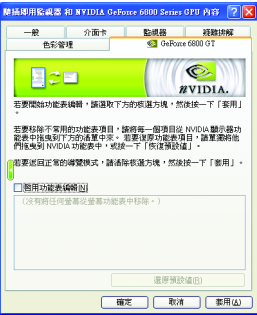 隨插即用監視器 和 NVIDIA GeForce 6800 Series GPU 內容
一般
介面卡
監視器
疑難排解
色彩管理
GeForce 6800 GT
NVIDIA.
若要開始功能表編輯，請選取下方的核選方塊，然後按一下「套用」
。
若要移除不常用的功能表項目，請將每一個項目從 NVIDIA 顯示器功
能表中拖曳到下方的清單中來。 若要復原功能表項目，請單獨將他
們拖曳到 NVIDIA 功能表中，或按一下「恢復預設値」。
若要返回正常的導覽模式，請清除核選方塊，然後按一下「套用」。
啓用功能表編輯(N)
(沒有將任何螢幕從螢幕功能表中移除。)
還原預設値(R)
確定
取消
套用(A)